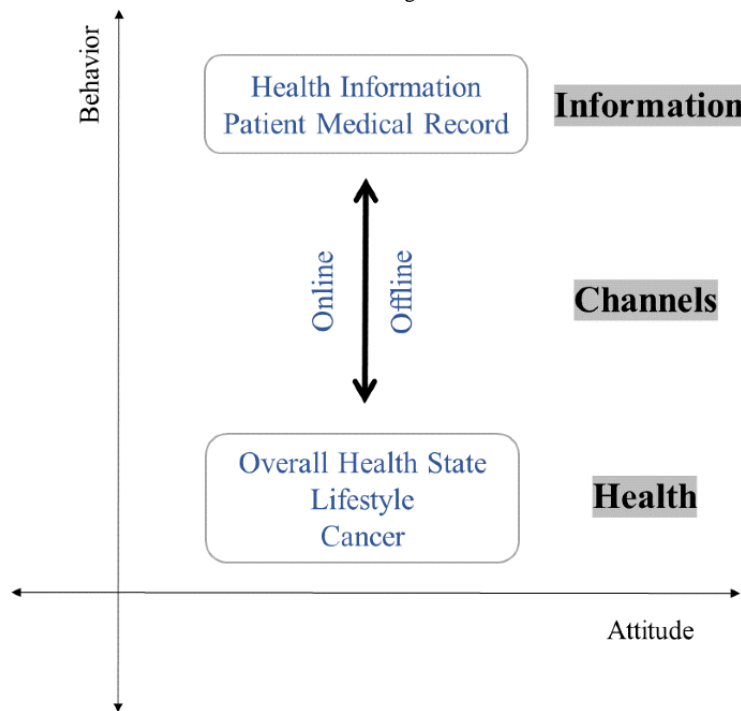 Behavior
Health Information
Patient Medical Record
Information
Online
Offline
Channels
Overall Health State
Lifestyle
Cancer
Health
Attitude